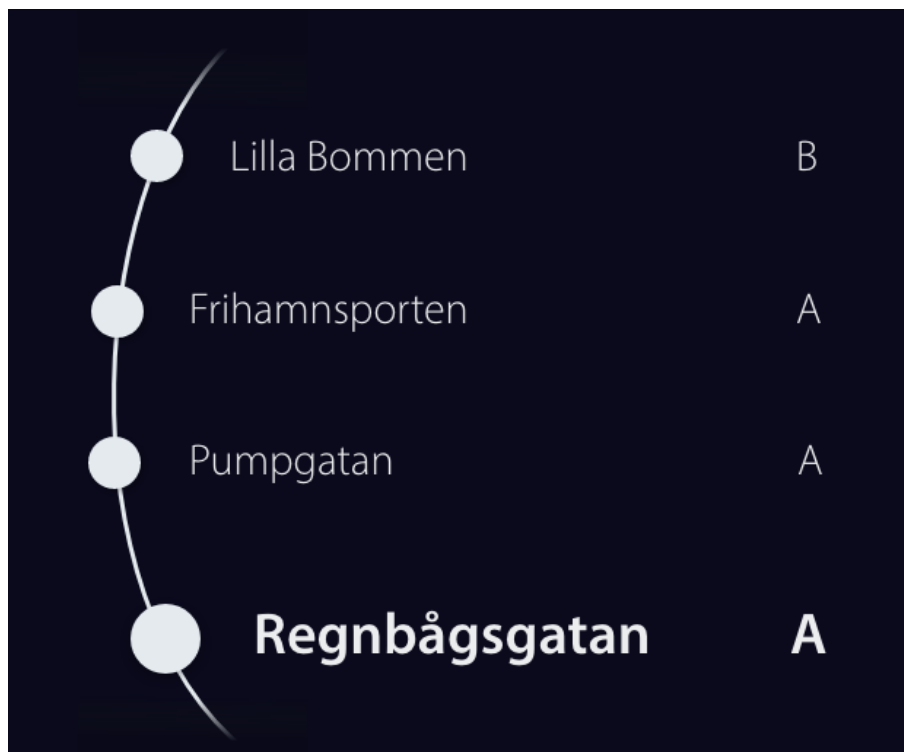 Lilla Bommen B
Frihamnsporten A
Pumpgatan A
Regnbågsgatan A